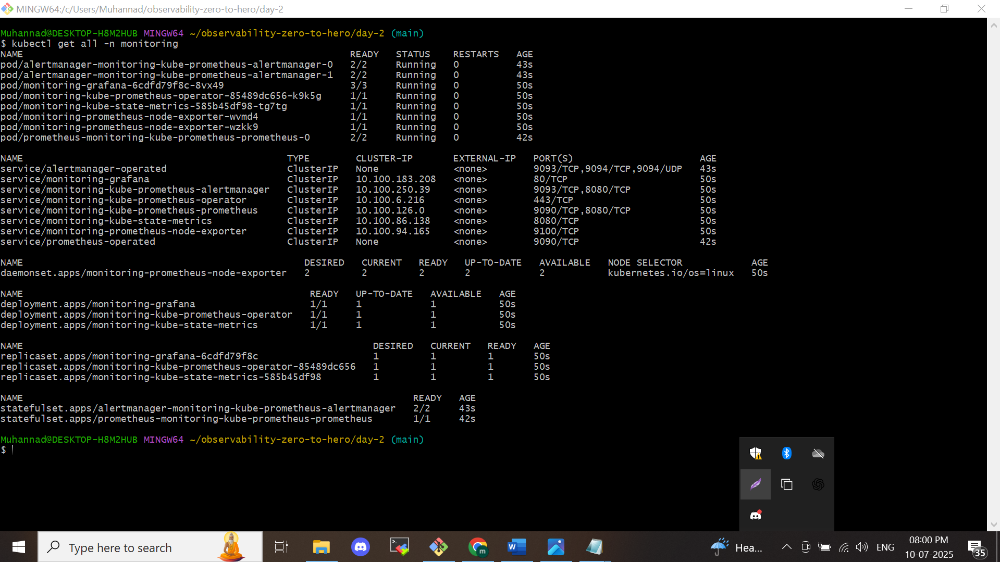 MINGW64:/c/Users/Muhannad/observability-zero-to-hero/day-2
Muhannad@DESKTOP-H8M2HUB MINGW64 ~/observability-zero-to-hero/day-2 (main)
$ kubectl get all -n monitoring
NAME READY STATUS RESTARTS AGE
pod/alertmanager-monitoring-kube-prometheus-alertmanager-0 2/2 Running 0 43s
pod/alertmanager-monitoring-kube-prometheus-alertmanager-1 2/2 Running 0 43s
pod/monitoring-grafana-6cdfd79f8c-8vx49 3/3 Running 0 50s
pod/monitoring-kube-prometheus-operator-85489dc656-k9k5g 1/1 Running 0 50s
pod/monitoring-kube-state-metrics-585b45df98-tg7tg 1/1 Running 0 50s
pod/monitoring-prometheus-node-exporter-wvmd4 1/1 Running 0 50s
pod/monitoring-prometheus-node-exporter-wzkk9 1/1 Running 0 50s
pod/prometheus-monitoring-kube-prometheus-prometheus-0 2/2 Running 0 42s
NAME TYPE CLUSTER-IP EXTERNAL-IP PORT(S) AGE
service/alertmanager-operated ClusterIP None <none> 9093/TCP,9094/TCP,9094/UDP 43s
service/monitoring-grafana ClusterIP 10.100.183.208 <none> 80/TCP 50s
service/monitoring-kube-prometheus-alertmanager ClusterIP 10.100.250.39 <none> 9093/TCP,8080/TCP 50s
service/monitoring-kube-prometheus-operator ClusterIP 10.100.6.216 <none> 443/TCP 50s
service/monitoring-kube-prometheus-prometheus ClusterIP 10.100.126.0 <none> 9090/TCP,8080/TCP 50s
service/monitoring-kube-state-metrics ClusterIP 10.100.86.138 <none> 8080/TCP 50s
service/monitoring-prometheus-node-exporter ClusterIP 10.100.94.165 <none> 9100/TCP 50s
service/prometheus-operated ClusterIP None <none> 9090/TCP 42s
NAME DESIRED CURRENT READY UP-TO-DATE AVAILABLE NODE SELECTOR AGE
daemonset.apps/monitoring-prometheus-node-exporter 2 2 2 2 2 kubernetes.io/os=linux 50s
NAME READY UP-TO-DATE AVAILABLE AGE
deployment.apps/monitoring-grafana 1/1 1 1 50s
deployment.apps/monitoring-kube-prometheus-operator 1/1 1 1 50s
deployment.apps/monitoring-kube-state-metrics 1/1 1 1 50s
NAME DESIRED CURRENT READY AGE
replicaset.apps/monitoring-grafana-6cdfd79f8c 1 1 1 50s
replicaset.apps/monitoring-kube-prometheus-operator-85489dc656 1 1 1 50s
replicaset.apps/monitoring-kube-state-metrics-585b45df98 1 1 1 50s
NAME READY AGE
statefulset.apps/alertmanager-monitoring-kube-prometheus-alertmanager 2/2 43s
statefulset.apps/prometheus-monitoring-kube-prometheus-prometheus 1/1 42s
Muhannad@DESKTOP-H8M2HUB MINGW64 ~/observability-zero-to-hero/day-2 (main)
$
Type here to search
Hea...
ENG
08:00 PM
10-07-2025
35